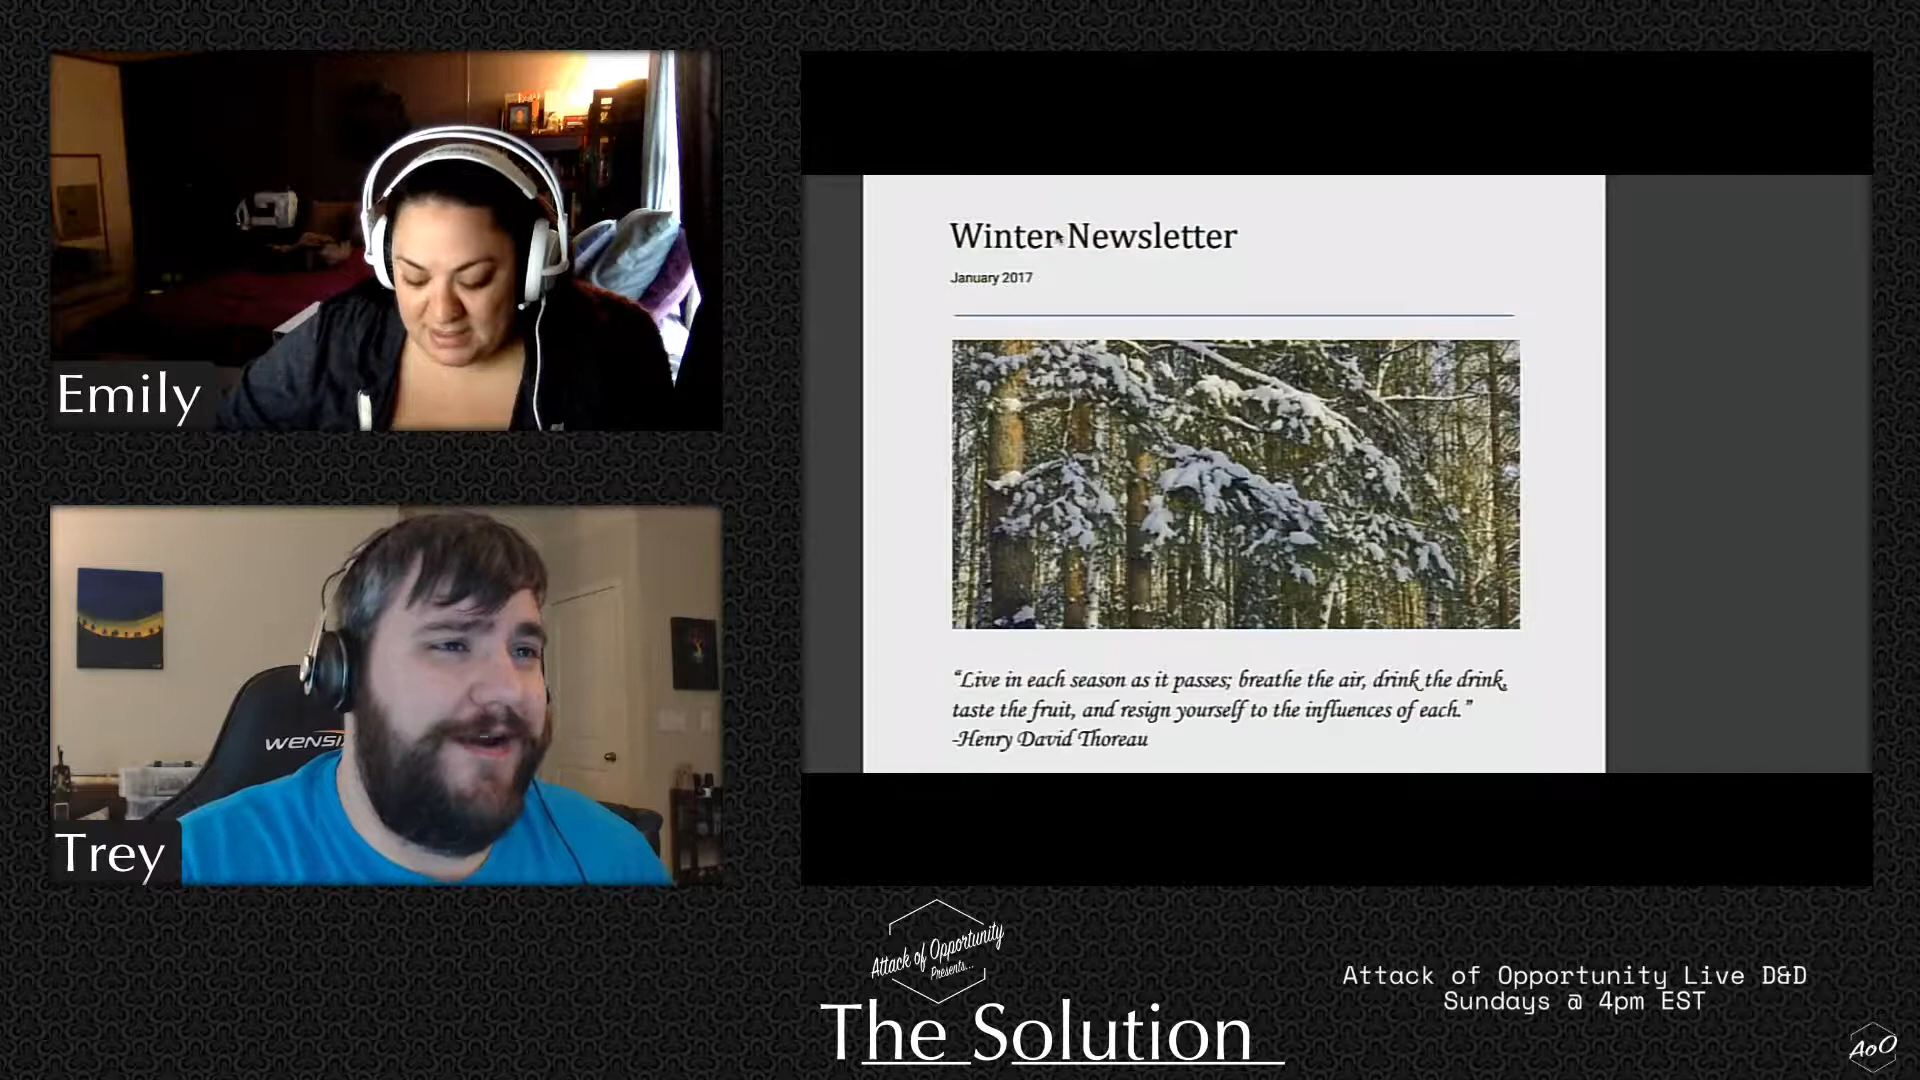 Emily
Winter Newsletter
January 2017
“Live in each season as it passes; breathe the air, drink the drink,
taste the fruit, and resign yourself to the influences of each.”
-Henry David Thoreau
Trey
Attack of Opportunity
Presents...
The Solution
Attack of Opportunity Live D&D
Sundays @ 4pm EST
AoO